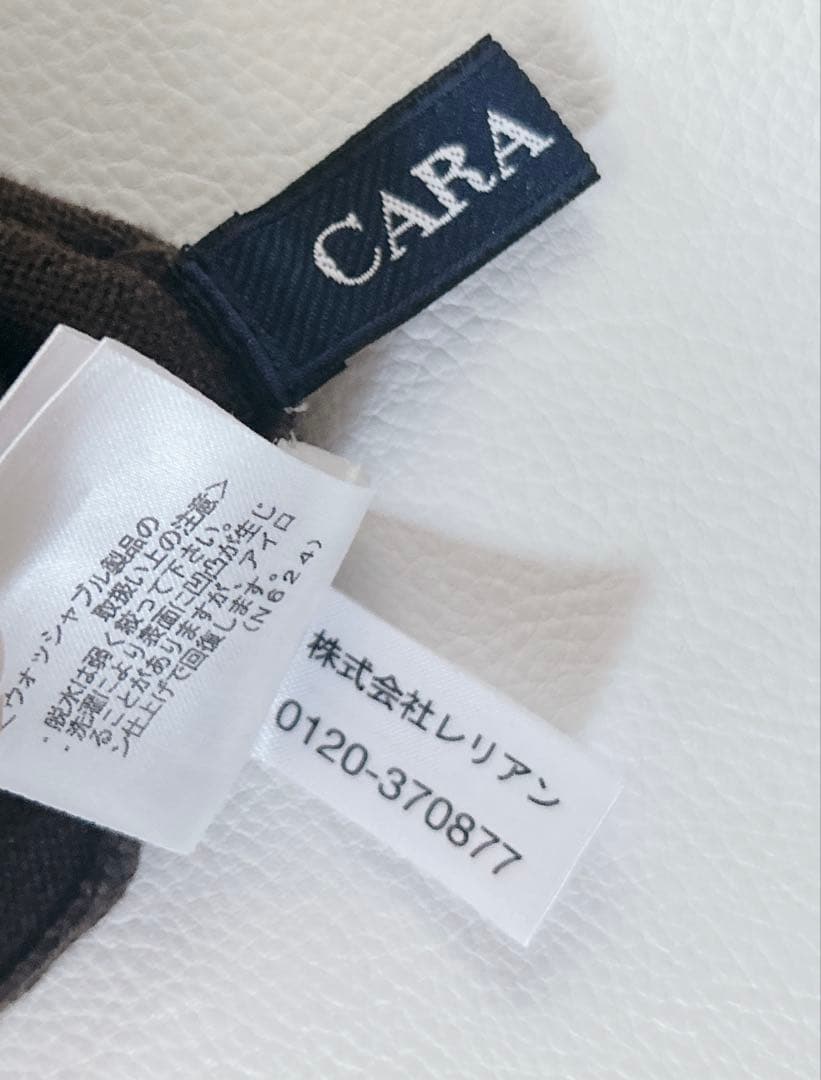 CARA
ウォッシャブル製品の
取扱い上の注意>
・脱水は弱く絞って下さい。
・洗濯により表面に凹凸が生じ
ることがありますが、アイロ
ン仕上げで回復します。
(N624)
株式会社レリアン
0120-370877